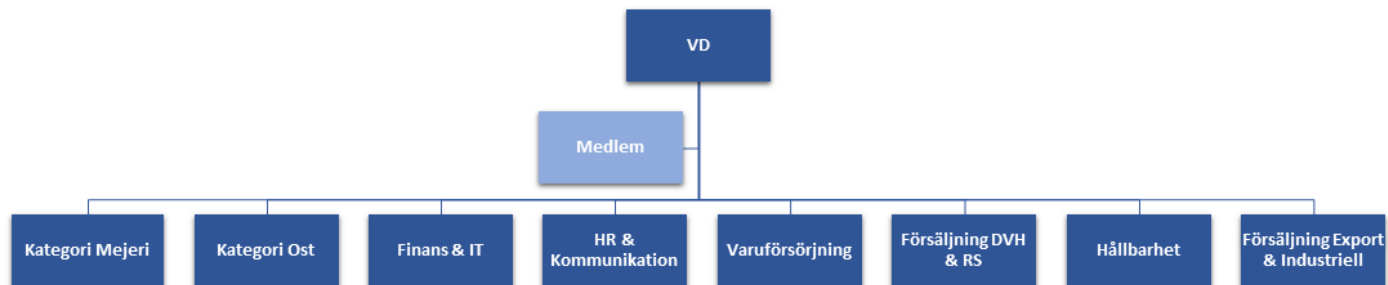 VD
Medlem
Kategori Mejeri
Kategori Ost
Finans & IT
HR &
Kommunikation
Varuförsörjning
Försäljning DVH
& RS
Hållbarhet
Försäljning Export
& Industriell